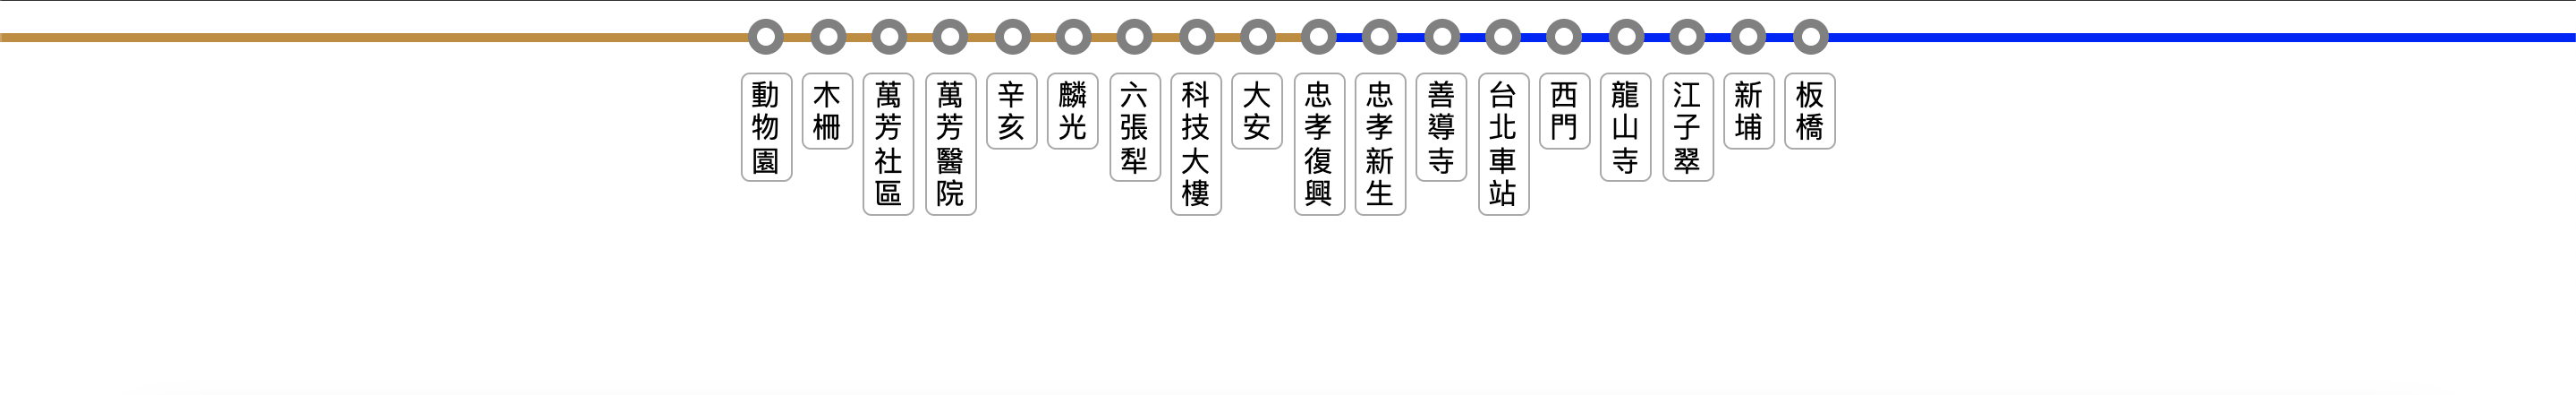 動物園
木柵
萬芳社區
萬芳醫院
辛亥
麟光
六張犁
科技大樓
大安
忠孝復興
忠孝新生
善導寺
台北車站
西門
龍山寺
江子翠
新埔
板橋